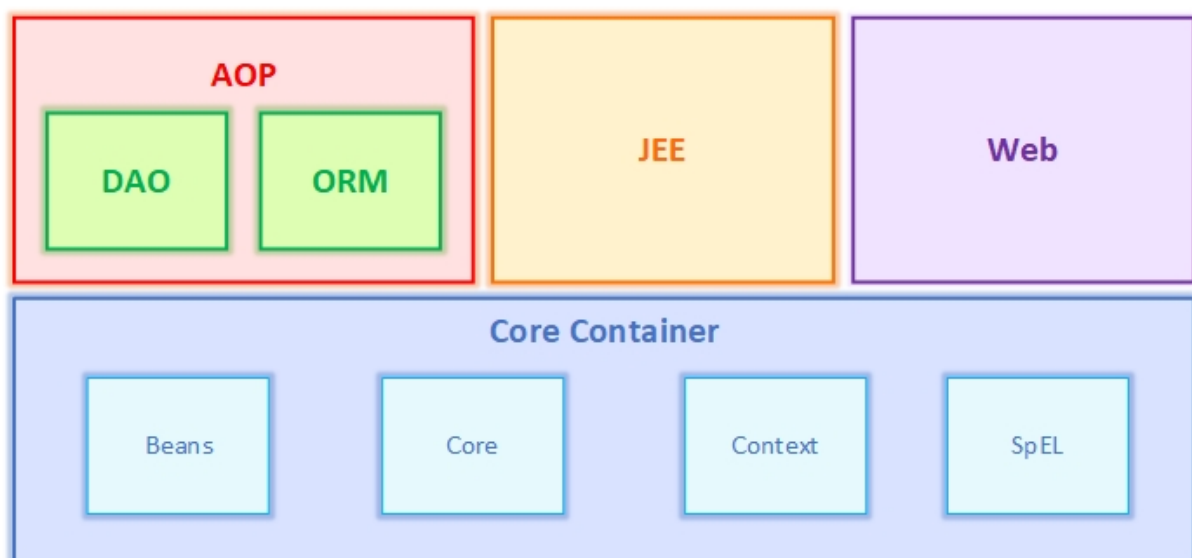 AOP
DAO
ORM
JEE
Web
Core Container
Beans
Core
Context
SpEL